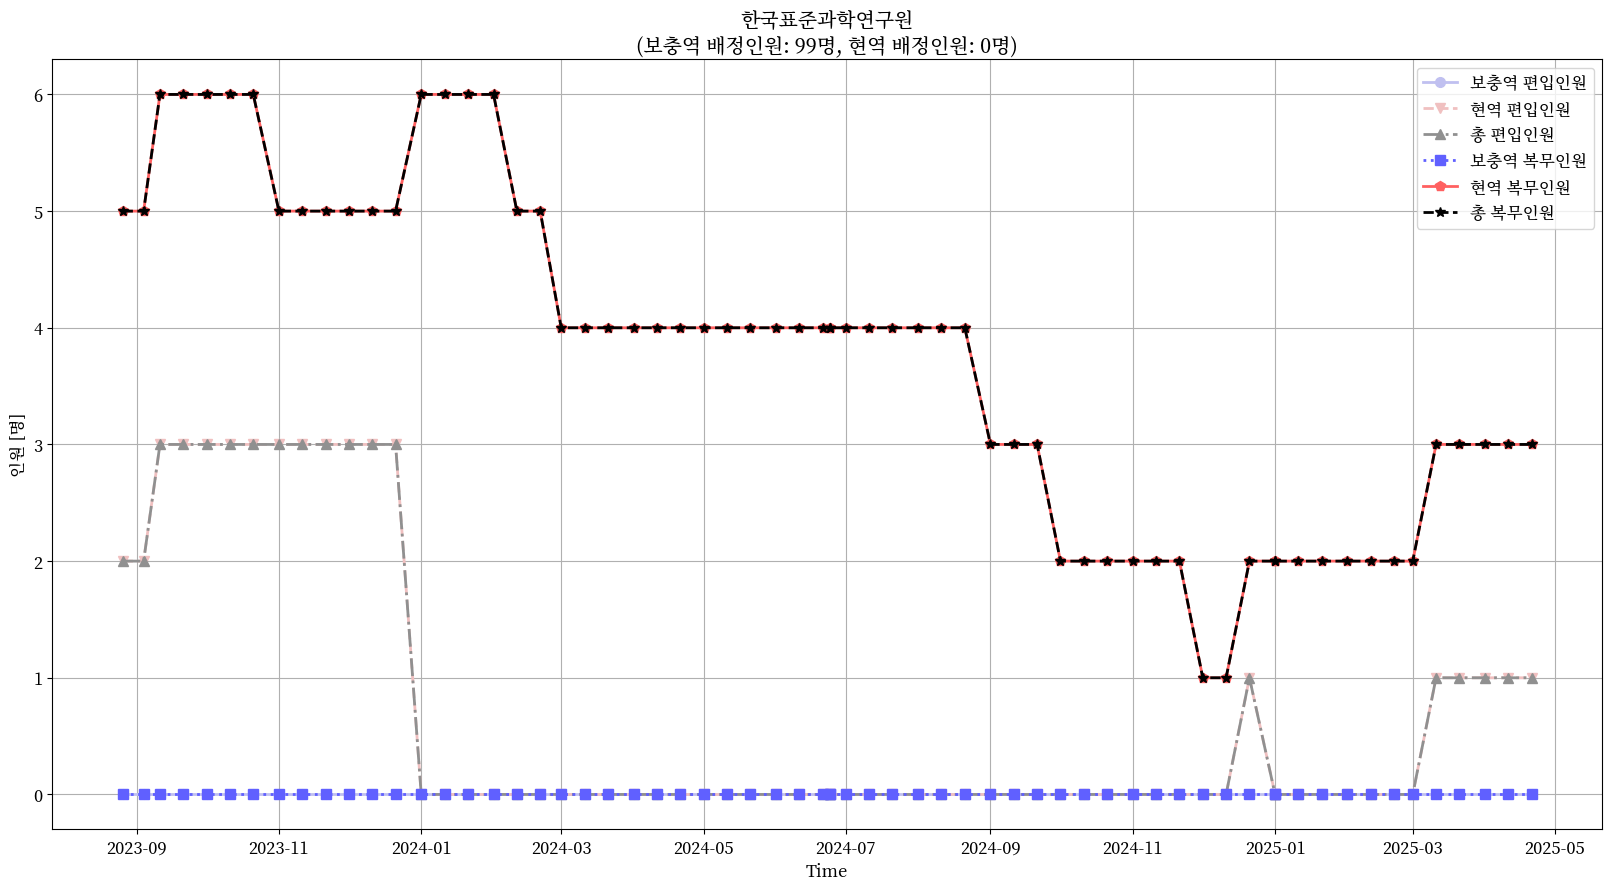 한국표준과학연구원
(보충역 배정인원: 99명, 현역 배정인원: 0명)
보충역 편입인원
현역 편입인원
총 편입인원
보충역 복무인원
현역 복무인원
총 복무인원
인원 [명]
6
5
4
3
2
1
0
2023-09
2023-11
2024-01
2024-03
2024-05
2024-07
2024-09
2024-11
2025-01
2025-03
2025-05
Time